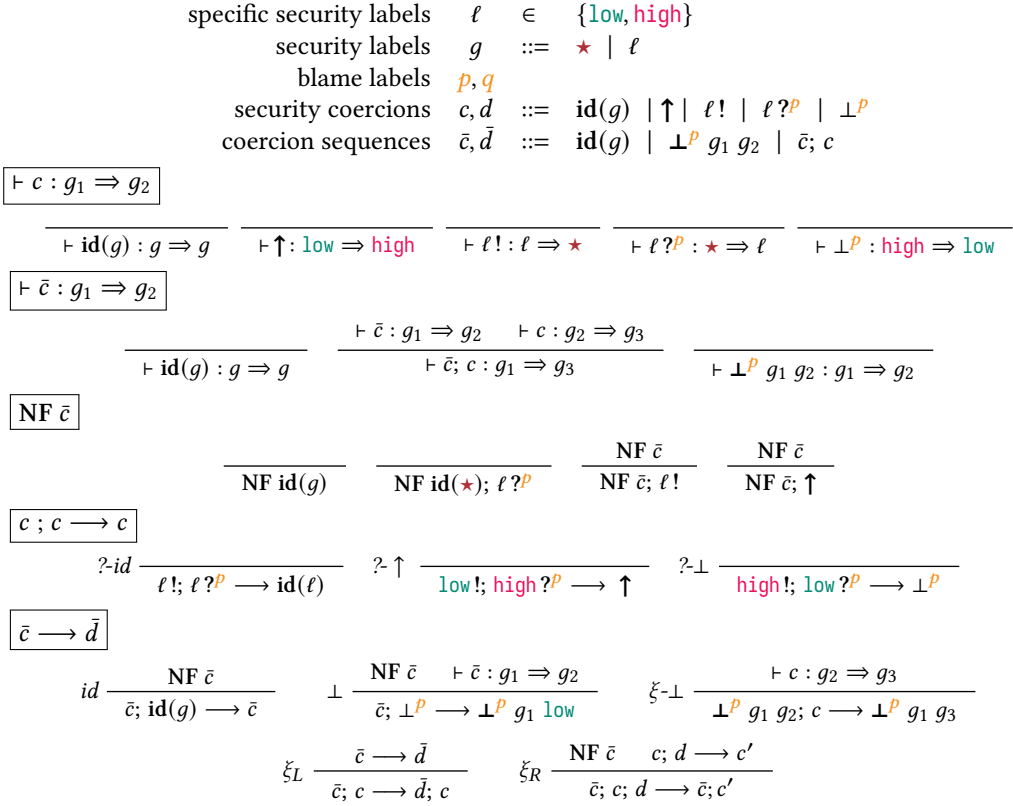 specific security labels ℓ ∈ {low, high}
security labels g ::= ⋆ | ℓ
blame labels p, q
security coercions c, d ::= id(g) | ↑ | ℓ! | ℓ?ᵖ | ⊥ᵖ
coercion sequences c̄, d̄ ::= id(g) | ⊥ᵖ g₁ g₂ | c̄; c
⊢ c : g₁ ⇒ g₂
⊢ id(g) : g ⇒ g ⊢ ↑ : low ⇒ high ⊢ ℓ! : ℓ ⇒ ⋆ ⊢ ℓ?ᵖ : ⋆ ⇒ ℓ ⊢ ⊥ᵖ : high ⇒ low
⊢ c̄ : g₁ ⇒ g₂
⊢ c̄ : g₁ ⇒ g₂ ⊢ c : g₂ ⇒ g₃
⊢ id(g) : g ⇒ g ⊢ c̄; c : g₁ ⇒ g₃ ⊢ ⊥ᵖ g₁ g₂ : g₁ ⇒ g₂
NF c̄
NF c̄ NF c̄
NF id(g) NF id(⋆); ℓ?ᵖ NF c̄; ℓ! NF c̄; ↑
c ; c ⟶ c
?-id ℓ!; ℓ?ᵖ ⟶ id(ℓ) ?-↑ low!; high?ᵖ ⟶ ↑ ?-⊥ high!; low?ᵖ ⟶ ⊥ᵖ
c̄ ⟶ d̄
NF c̄ NF c̄ ⊢ c̄ : g₁ ⇒ g₂ ⊢ c : g₂ ⇒ g₃
id c̄; id(g) ⟶ c̄ ⊥ c̄; ⊥ᵖ ⟶ ⊥ᵖ g₁ low ξ-⊥ ⊥ᵖ g₁ g₂; c ⟶ ⊥ᵖ g₁ g₃
c̄ ⟶ d̄ NF c̄ c; d ⟶ c′
ξL c̄; c ⟶ d̄; c ξR c̄; c; d ⟶ c̄; c′